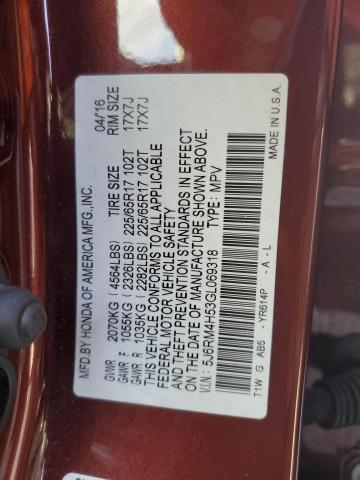 MFD.BY HONDA OF AMERICA MFG.,INC. 04/16
GVWR 2070KG ( 4564LBS) TIRE SIZE RIM SIZE
GAWR F 1055KG ( 2326LBS) 225/65R17 102T 17X7J
GAWR R 1035KG ( 2282LBS) 225/65R17 102T 17X7J
THIS VEHICLE CONFORMS TO ALL APPLICABLE
FEDERAL MOTOR VEHICLE SAFETY
AND THEFT PREVENTION STANDARDS IN EFFECT
ON THE DATE OF MANUFACTURE SHOWN ABOVE.
V.I.N.: 5J6RM4H53GL069318 TYPE: MPV
T1W G AB5 - YR614P - A - L MADE IN U.S.A.